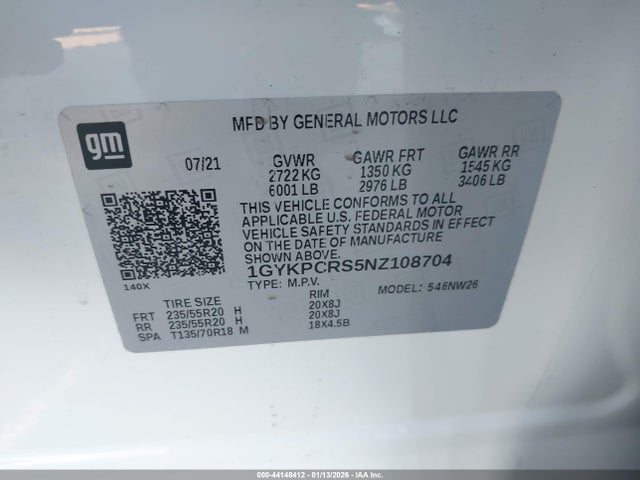 gm
MFD BY GENERAL MOTORS LLC
07/21 GVWR GAWR FRT GAWR RR
2722 KG 1350 KG 1545 KG
6001 LB 2976 LB 3406 LB
THIS VEHICLE CONFORMS TO ALL
APPLICABLE U.S. FEDERAL MOTOR
VEHICLE SAFETY STANDARDS IN EFFECT
ON THE DATE OF MANUFACTURE
SHOWN ABOVE.
1GYKPCRS5NZ108704
140X
TYPE: M.P.V. MODEL: 546NW26
TIRE SIZE RIM
FRT 235/55R20 H 20X8J
RR 235/55R20 H 20X8J
SPA T135/70R18 M 18X4.5B
000-44148412 - 01/13/2026 - IAA, Inc.